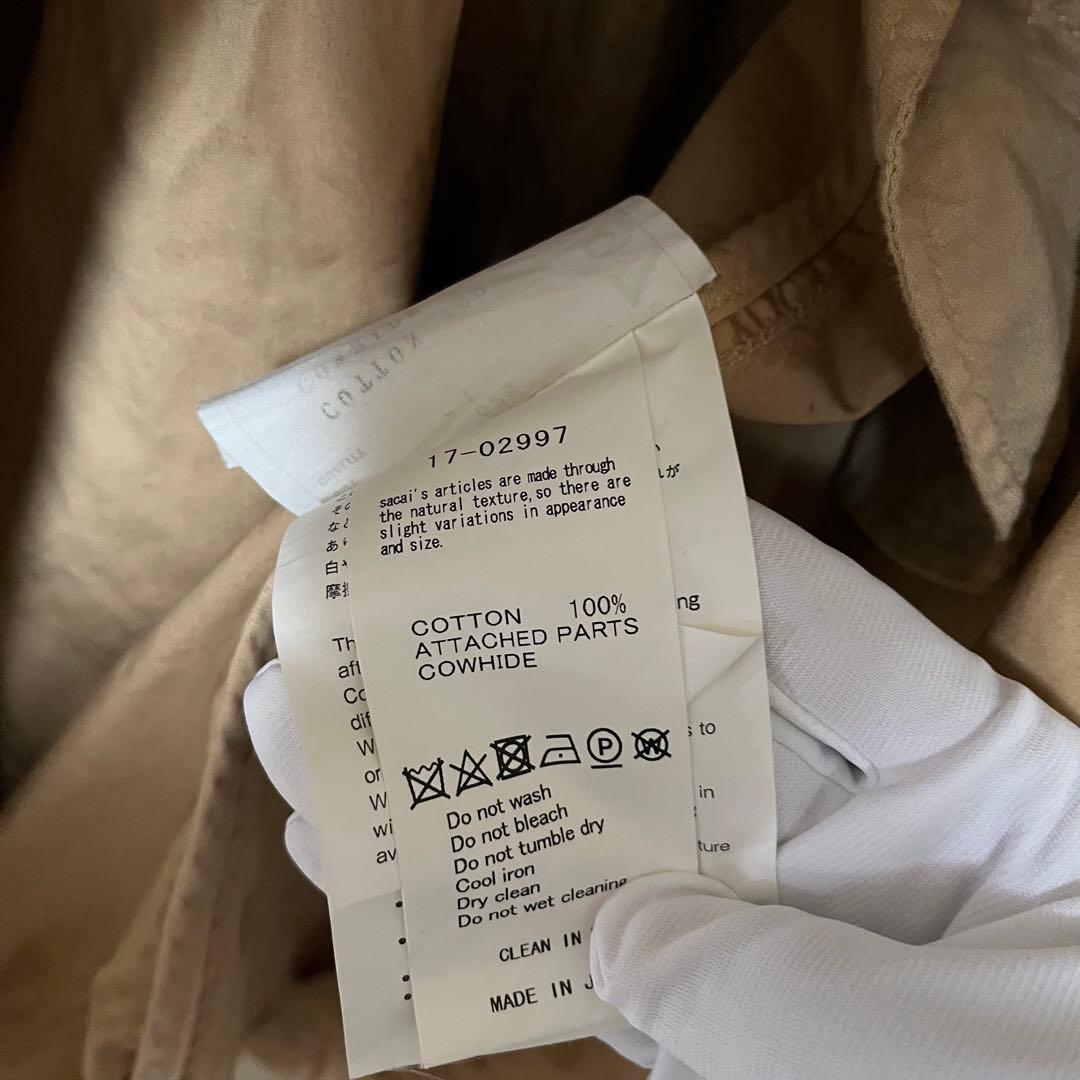 COTTON
17-02997
sacai's articles are made through
the natural texture, so there are
slight variations in appearance
and size.
COTTON 100%
ATTACHED PARTS
COWHIDE
P W
Do not wash
Do not bleach
Do not tumble dry
Cool iron
Dry clean
Do not wet cleaning
CLEAN IN
MADE IN